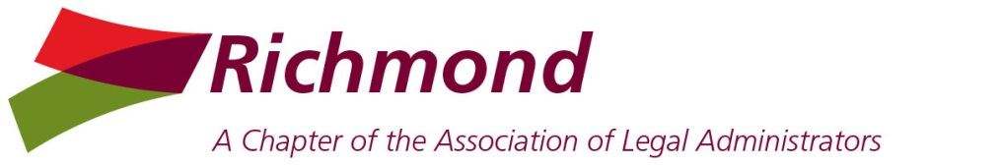 Richmond
A Chapter of the Association of Legal Administrators